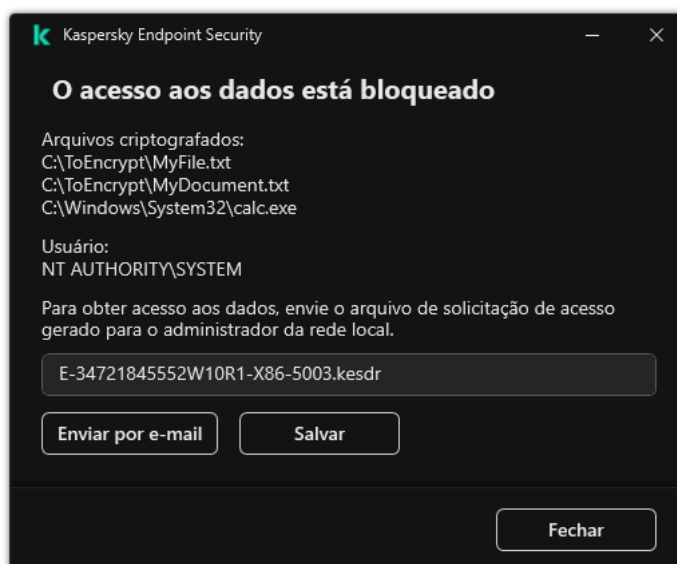 Kaspersky Endpoint Security
O acesso aos dados está bloqueado
Arquivos criptografados:
C:\ToEncrypt\MyFile.txt
C:\ToEncrypt\MyDocument.txt
C:\Windows\System32\calc.exe
Usuário:
NT AUTHORITY\SYSTEM
Para obter acesso aos dados, envie o arquivo de solicitação de acesso
gerado para o administrador da rede local.
E-34721845552W10R1-X86-5003.kesdr
Enviar por e-mail
Salvar
Fechar